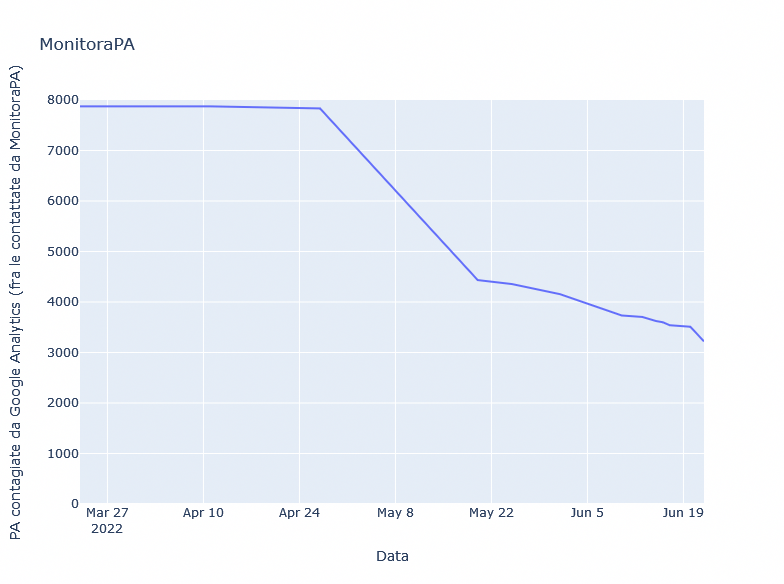 MonitoraPA
PA contagiate da Google Analytics (fra le contattate da MonitoraPA)
8000
7000
6000
5000
4000
3000
2000
1000
0
Mar 27
2022
Apr 10
Apr 24
May 8
May 22
Jun 5
Jun 19
Data